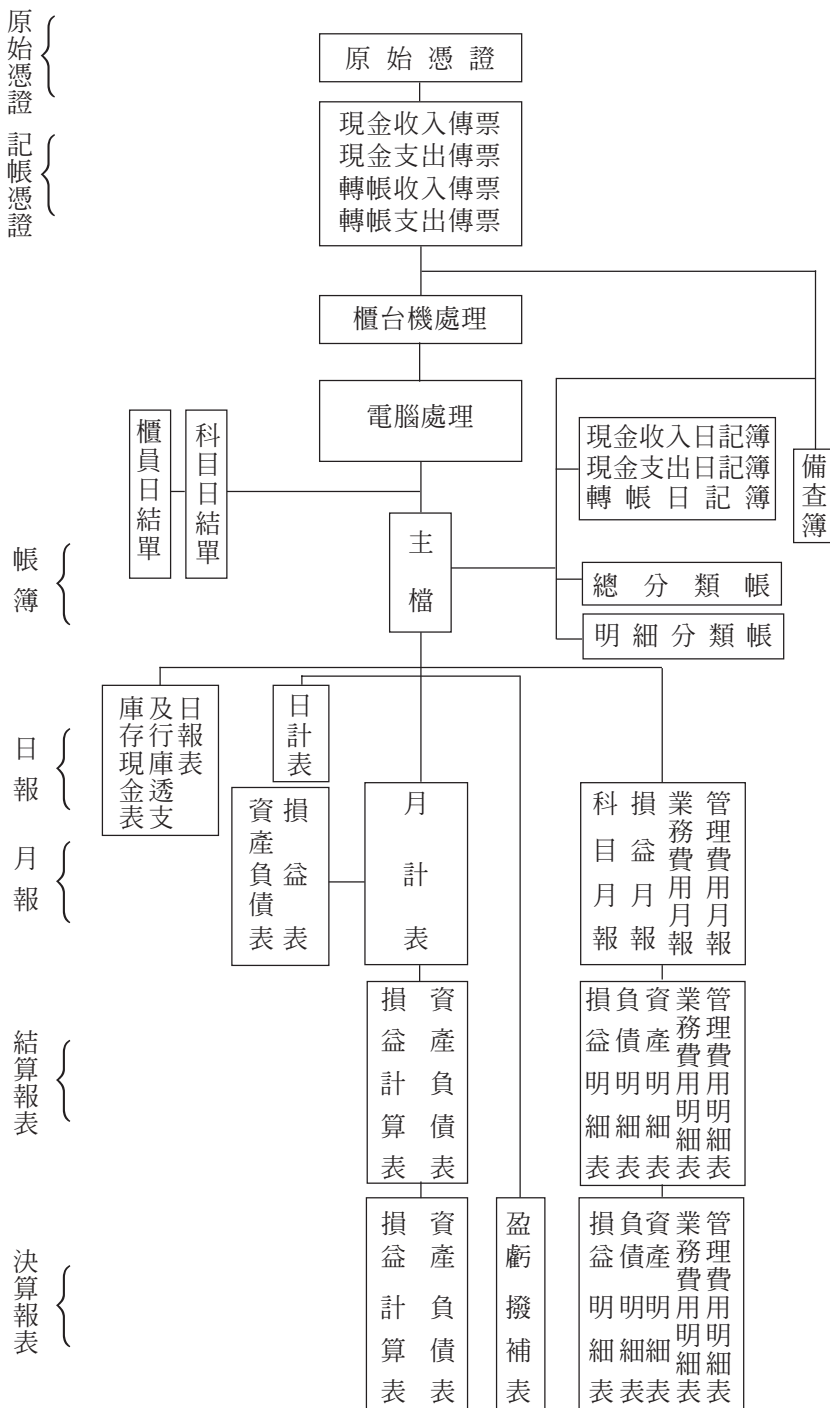 原始憑證
原始憑證
記帳憑證
現金收入傳票
現金支出傳票
轉帳收入傳票
轉帳支出傳票
櫃台機處理
電腦處理
櫃員日結單
科目日結單
現金收入日記簿
現金支出日記簿
轉帳日記簿
備查簿
帳簿
主檔
總分類帳
明細分類帳
日報
庫存現金表
及行庫透支
日報表
日計表
月報
資產負債表
損益表
月計表
科目月報
損益月報
業務費用月報
管理費用月報
結算報表
損益計算表
資產負債表
損益明細表
負債明細表
資產明細表
業務費用明細表
管理費用明細表
決算報表
損益計算表
資產負債表
盈虧撥補表
損益明細表
負債明細表
資產明細表
業務費用明細表
管理費用明細表